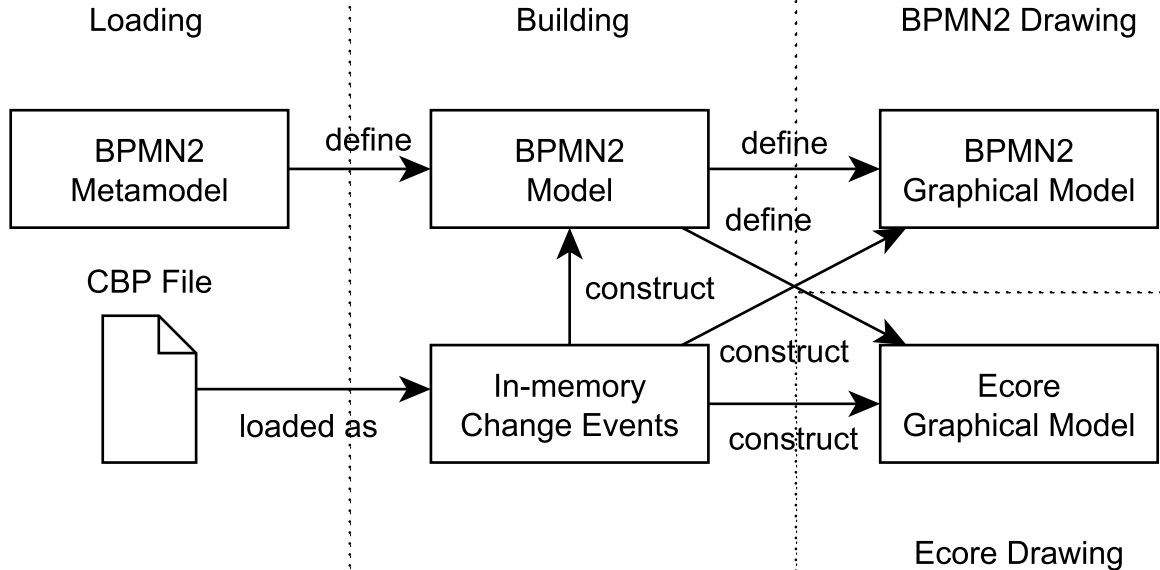 Loading
Building
BPMN2 Drawing
BPMN2
Metamodel
define
BPMN2
Model
define
BPMN2
Graphical Model
define
CBP File
construct
construct
In-memory
Change Events
Ecore
Graphical Model
loaded as
construct
Ecore Drawing